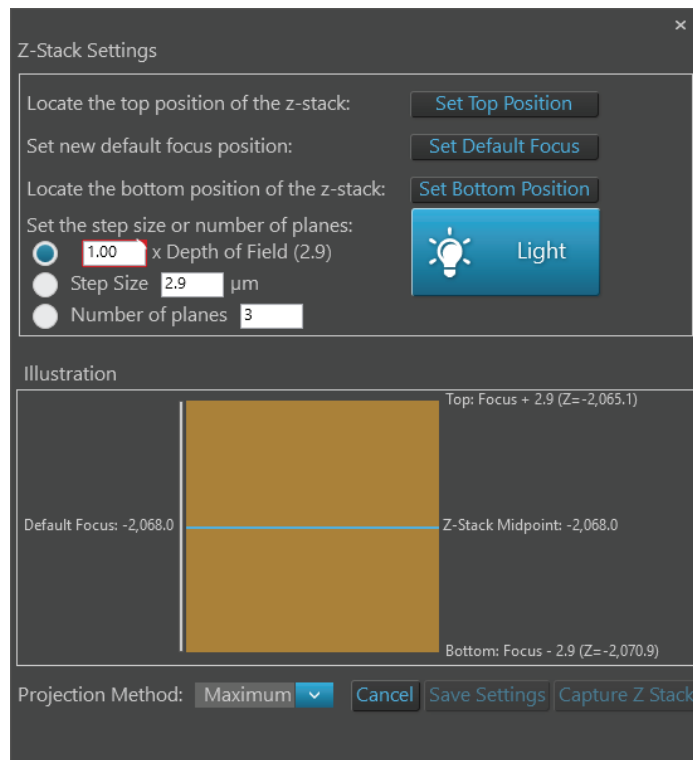 ×
Z-Stack Settings
Locate the top position of the z-stack: Set Top Position
Set new default focus position: Set Default Focus
Locate the bottom position of the z-stack: Set Bottom Position
Set the step size or number of planes:
1.00 x Depth of Field (2.9)
Light
Step Size 2.9 µm
Number of planes 3
Illustration
Top: Focus + 2.9 (Z=-2,065.1)
Default Focus: -2,068.0 Z-Stack Midpoint: -2,068.0
Bottom: Focus - 2.9 (Z=-2,070.9)
Projection Method: Maximum Cancel Save Settings Capture Z Stack